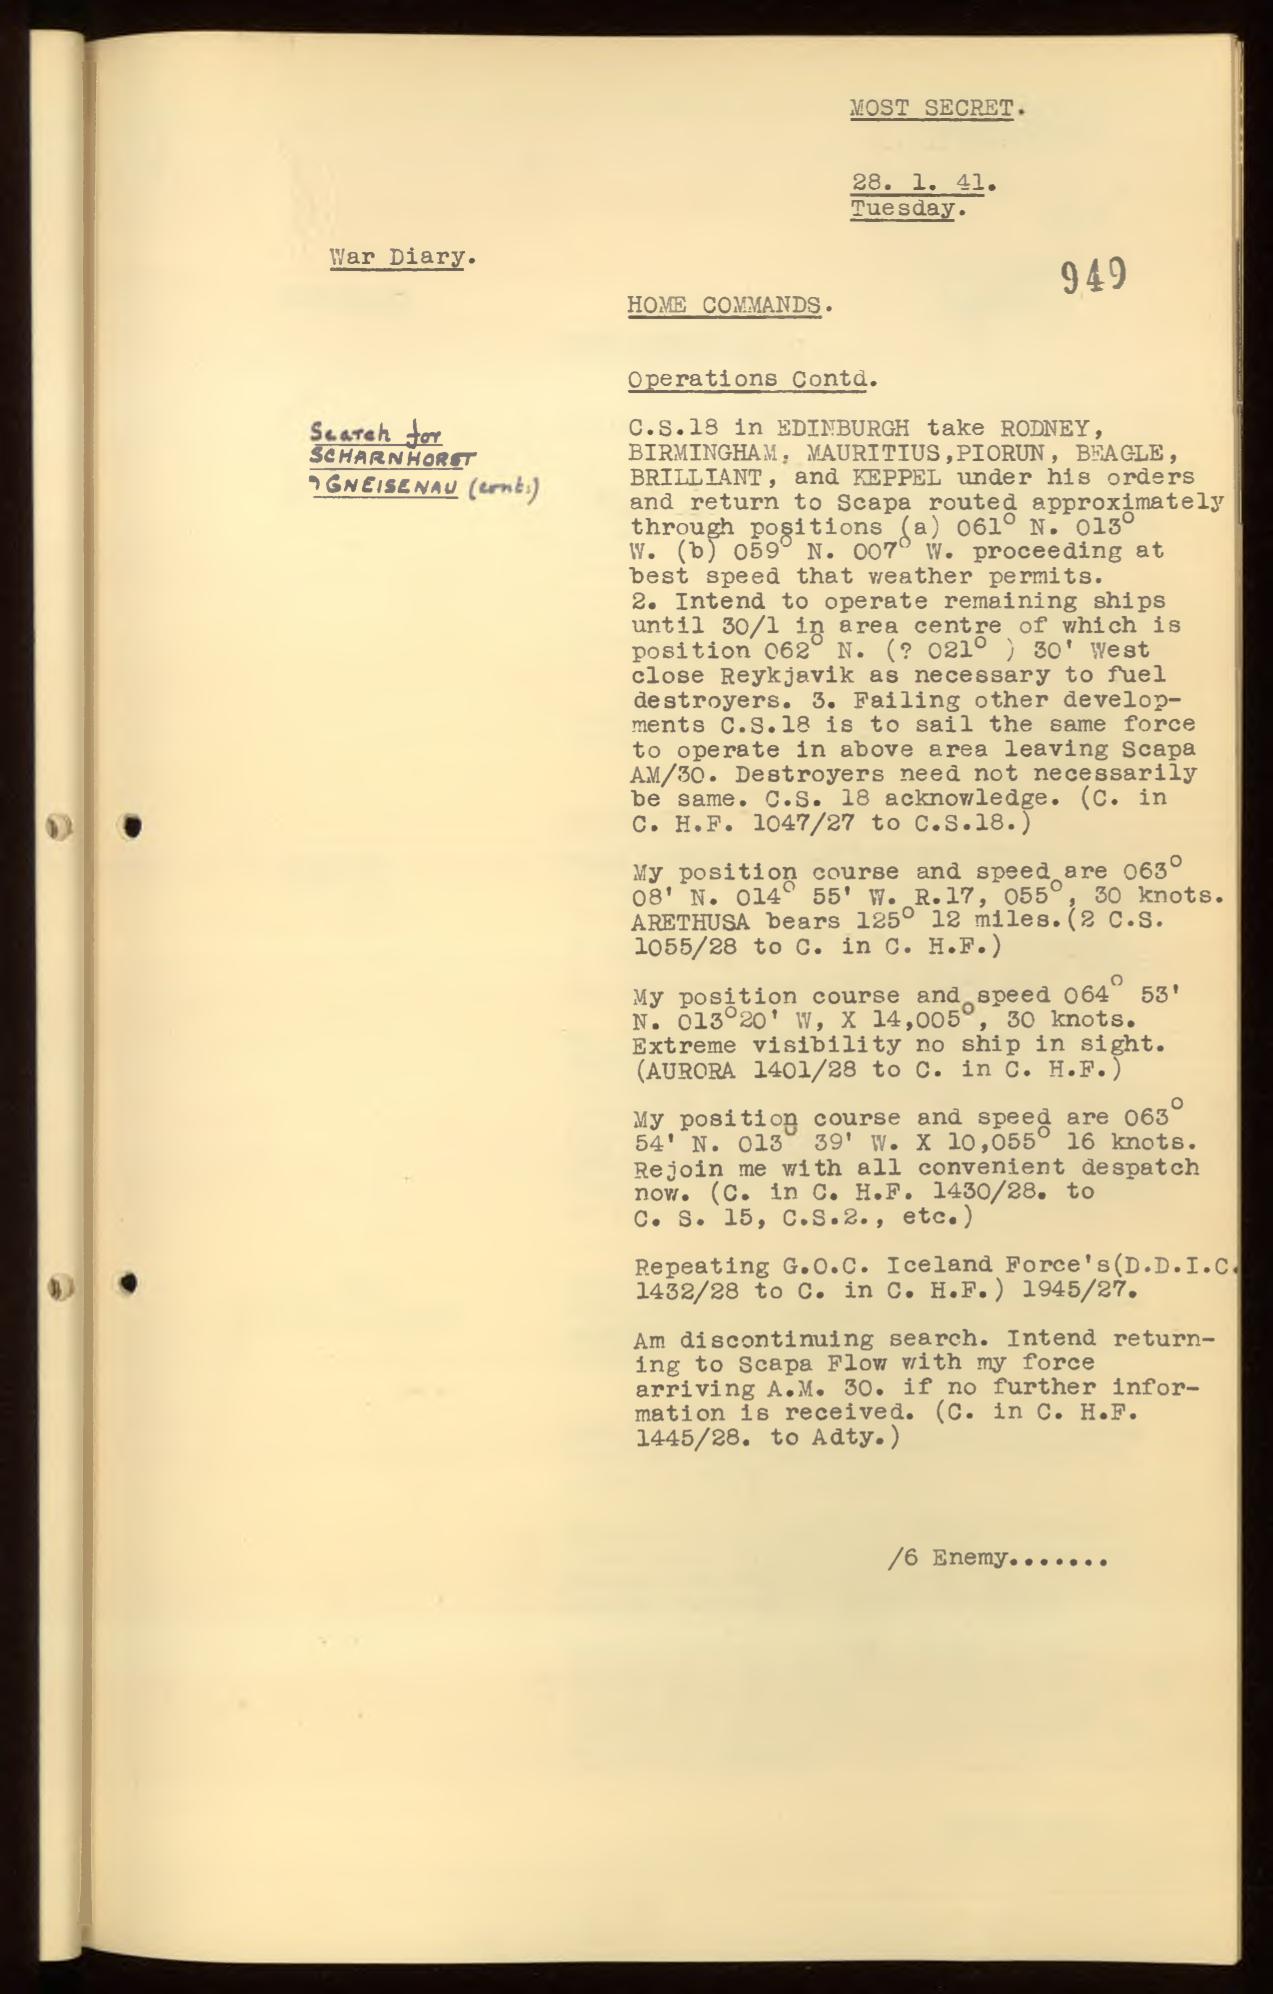 MOST SECRET.
28. 1. 41.
Tuesday.
War Diary.
949
HOME COMMANDS.
Operations Contd.
Search for
SCHARNHORST
& GNEISENAU (cont:)
C.S.18 in EDINBURGH take RODNEY,
BIRMINGHAM, MAURITIUS,PIORUN, BEAGLE,
BRILLIANT, and KEPPEL under his orders
and return to Scapa routed approximately
through positions (a) 061° N. 013°
W. (b) 059° N. 007° W. proceeding at
best speed that weather permits.
2. Intend to operate remaining ships
until 30/1 in area centre of which is
position 062° N. (? 021° ) 30' West
close Reykjavik as necessary to fuel
destroyers. 3. Failing other develop-
ments C.S.18 is to sail the same force
to operate in above area leaving Scapa
AM/30. Destroyers need not necessarily
be same. C.S. 18 acknowledge. (C. in
C. H.F. 1047/27 to C.S.18.)
My position course and speed are 063°
08' N. 014° 55' W. R.17, 055°, 30 knots.
ARETHUSA bears 125° 12 miles.(2 C.S.
1055/28 to C. in C. H.F.)
My position course and speed 064° 53'
N. 013°20' W, X 14,005°, 30 knots.
Extreme visibility no ship in sight.
(AURORA 1401/28 to C. in C. H.F.)
My position course and speed are 063°
54' N. 013° 39' W. X 10,055° 16 knots.
Rejoin me with all convenient despatch
now. (C. in C. H.F. 1430/28. to
C. S. 15, C.S.2., etc.)
Repeating G.O.C. Iceland Force's(D.D.I.C.
1432/28 to C. in C. H.F.) 1945/27.
Am discontinuing search. Intend return-
ing to Scapa Flow with my force
arriving A.M. 30. if no further infor-
mation is received. (C. in C. H.F.
1445/28. to Adty.)
/6 Enemy.......